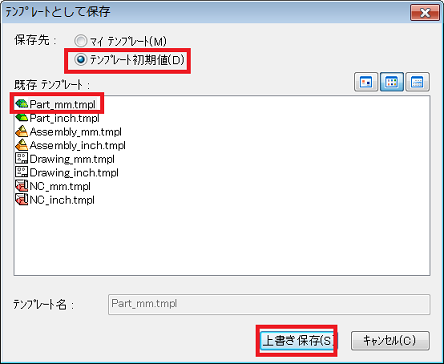 テンプレートとして保存
保存先：
マイ テンプレート(M)
テンプレート初期値(D)
既存 テンプレート：
Part_mm.tmpl
Part_inch.tmpl
Assembly_mm.tmpl
Assembly_inch.tmpl
Drawing_mm.tmpl
Drawing_inch.tmpl
NC_mm.tmpl
NC_inch.tmpl
テンプレート名： Part_mm.tmpl
上書き保存(S キャンセル(C)